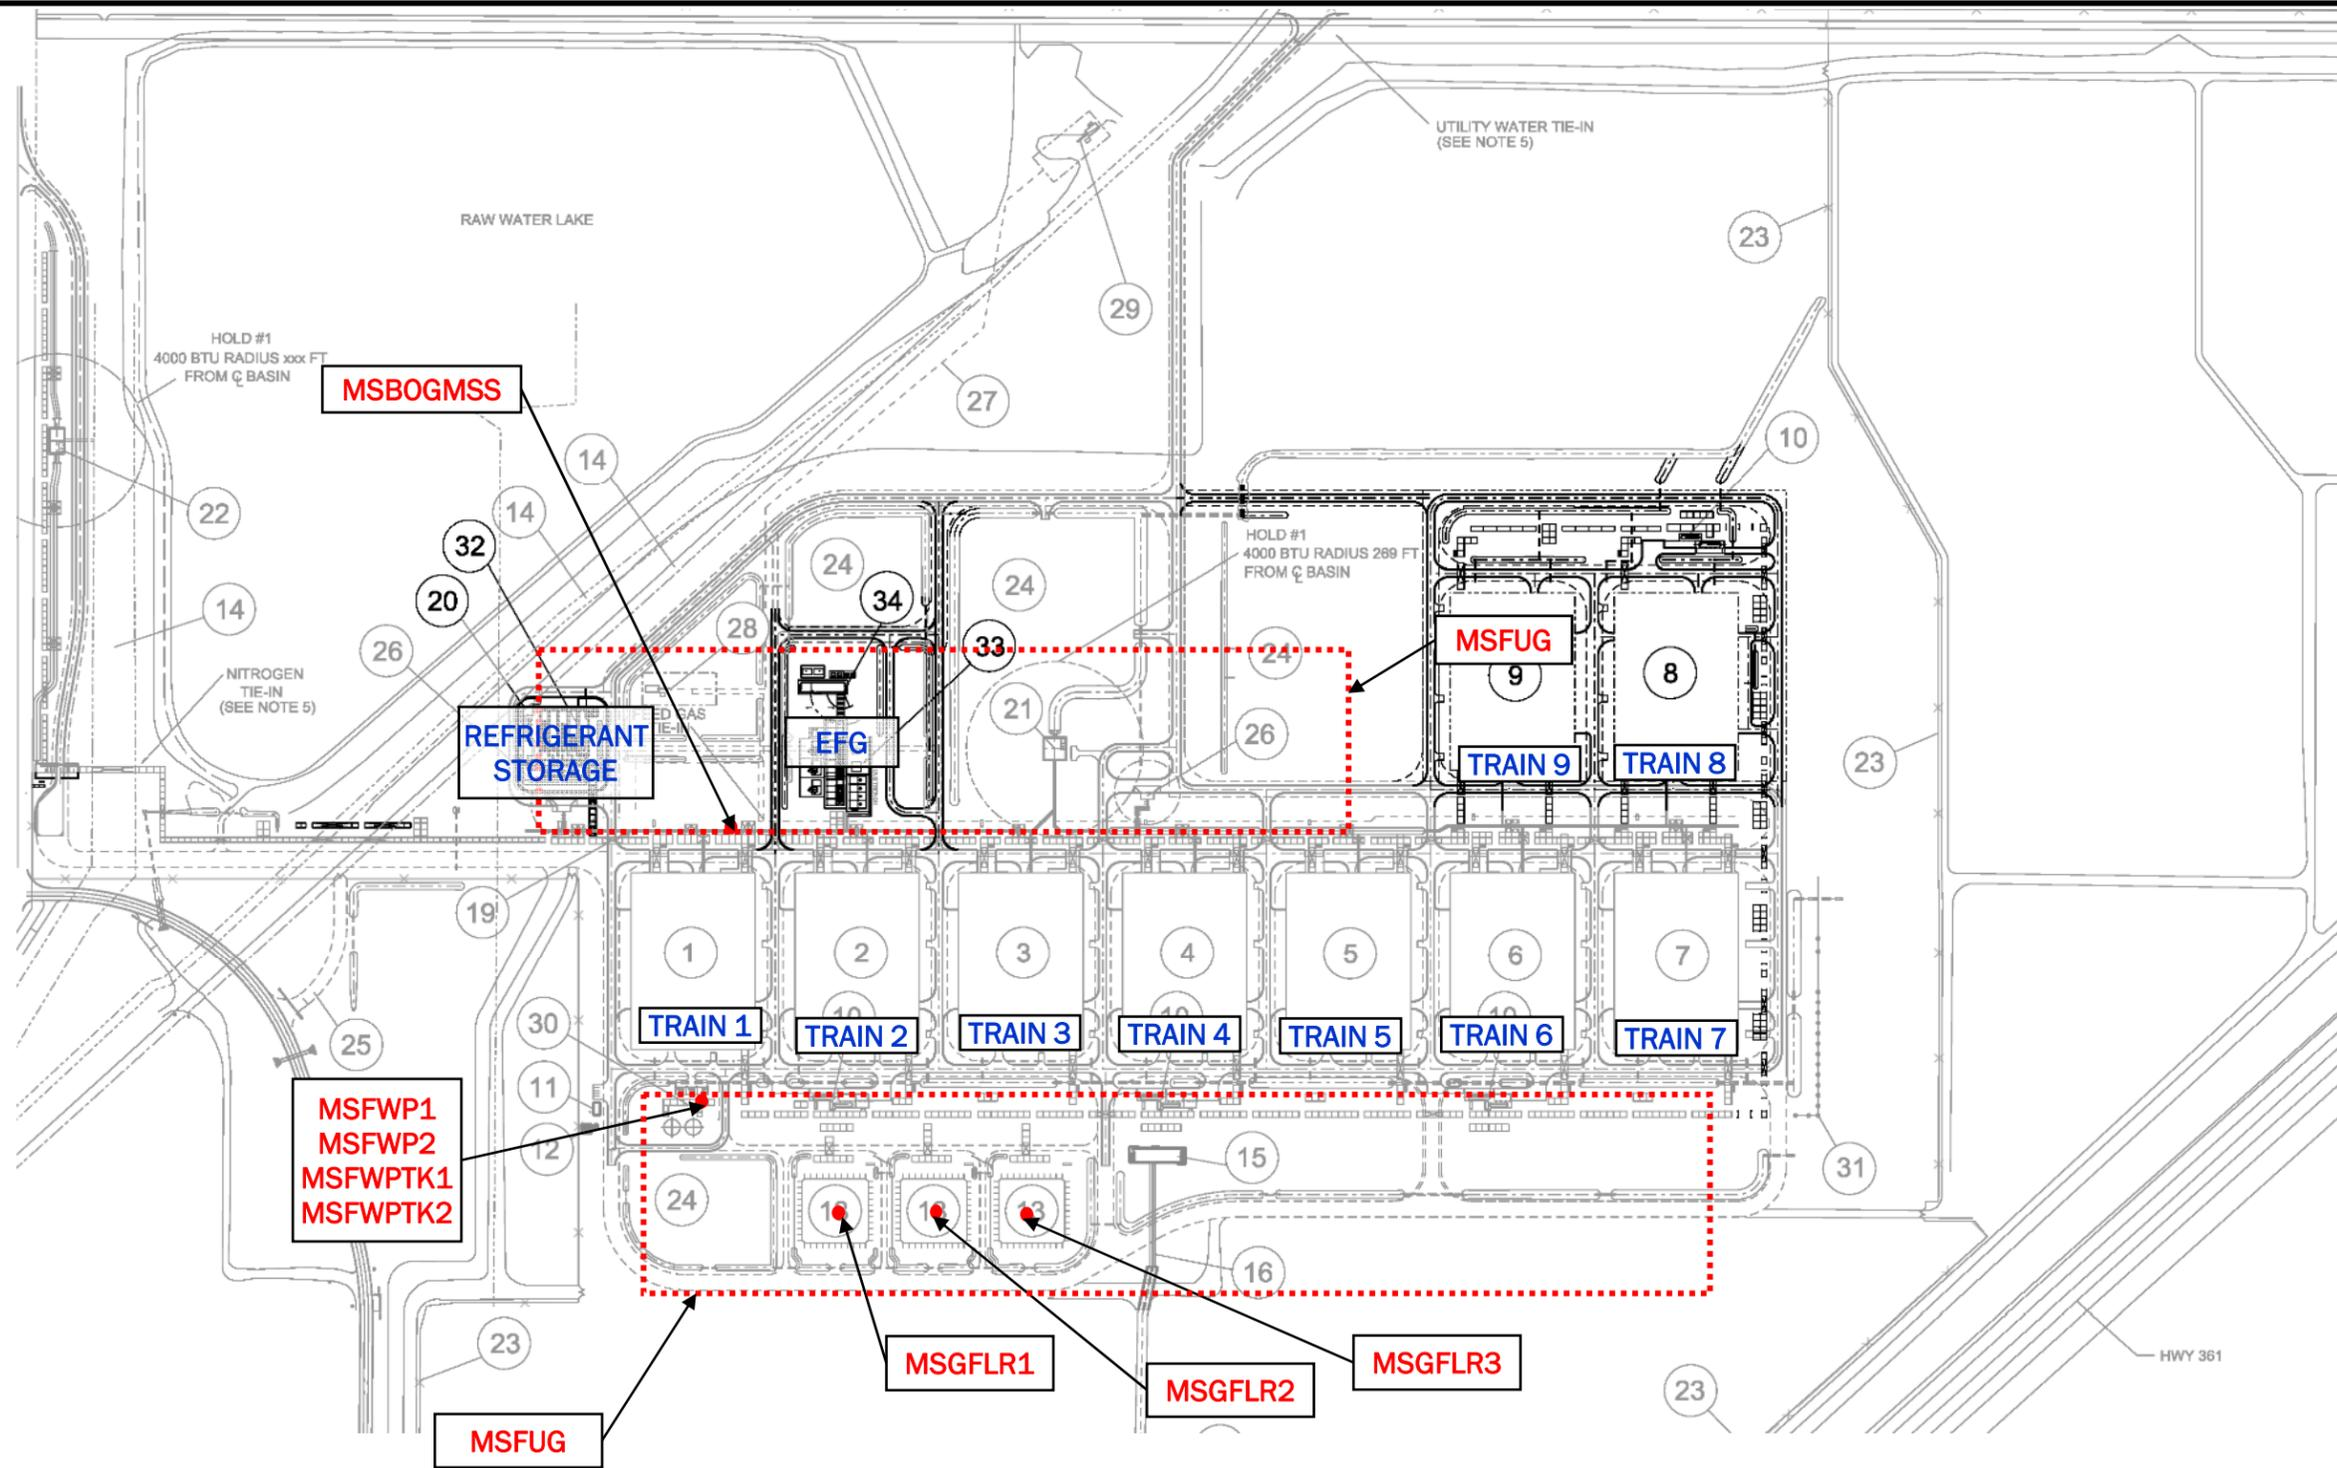 UTILITY WATER TIE-IN
(SEE NOTE 5)
RAW WATER LAKE
23
29
HOLD #1
4000 BTU RADIUS xxx FT
FROM ℄ BASIN
MSBOGMSS
27
10
14
22
14
32
HOLD #1
4000 BTU RADIUS 289 FT
FROM ℄ BASIN
24
24
34
20
14
28
33
MSFUG
26
24
9
8
NITROGEN
TIE-IN
(SEE NOTE 5)
21
26
REFRIGERANT
STORAGE
GAS
EFG
TRAIN 9
TRAIN 8
23
19
1
2
3
4
5
6
7
30
25
TRAIN 1
TRAIN 2
TRAIN 3
TRAIN 4
TRAIN 5
TRAIN 6
TRAIN 7
11
MSFWP1
MSFWP2
MSFWPTK1
MSFWPTK2
12
15
31
24
16
23
MSGFLR1
MSGFLR2
MSGFLR3
HWY 361
23
MSFUG